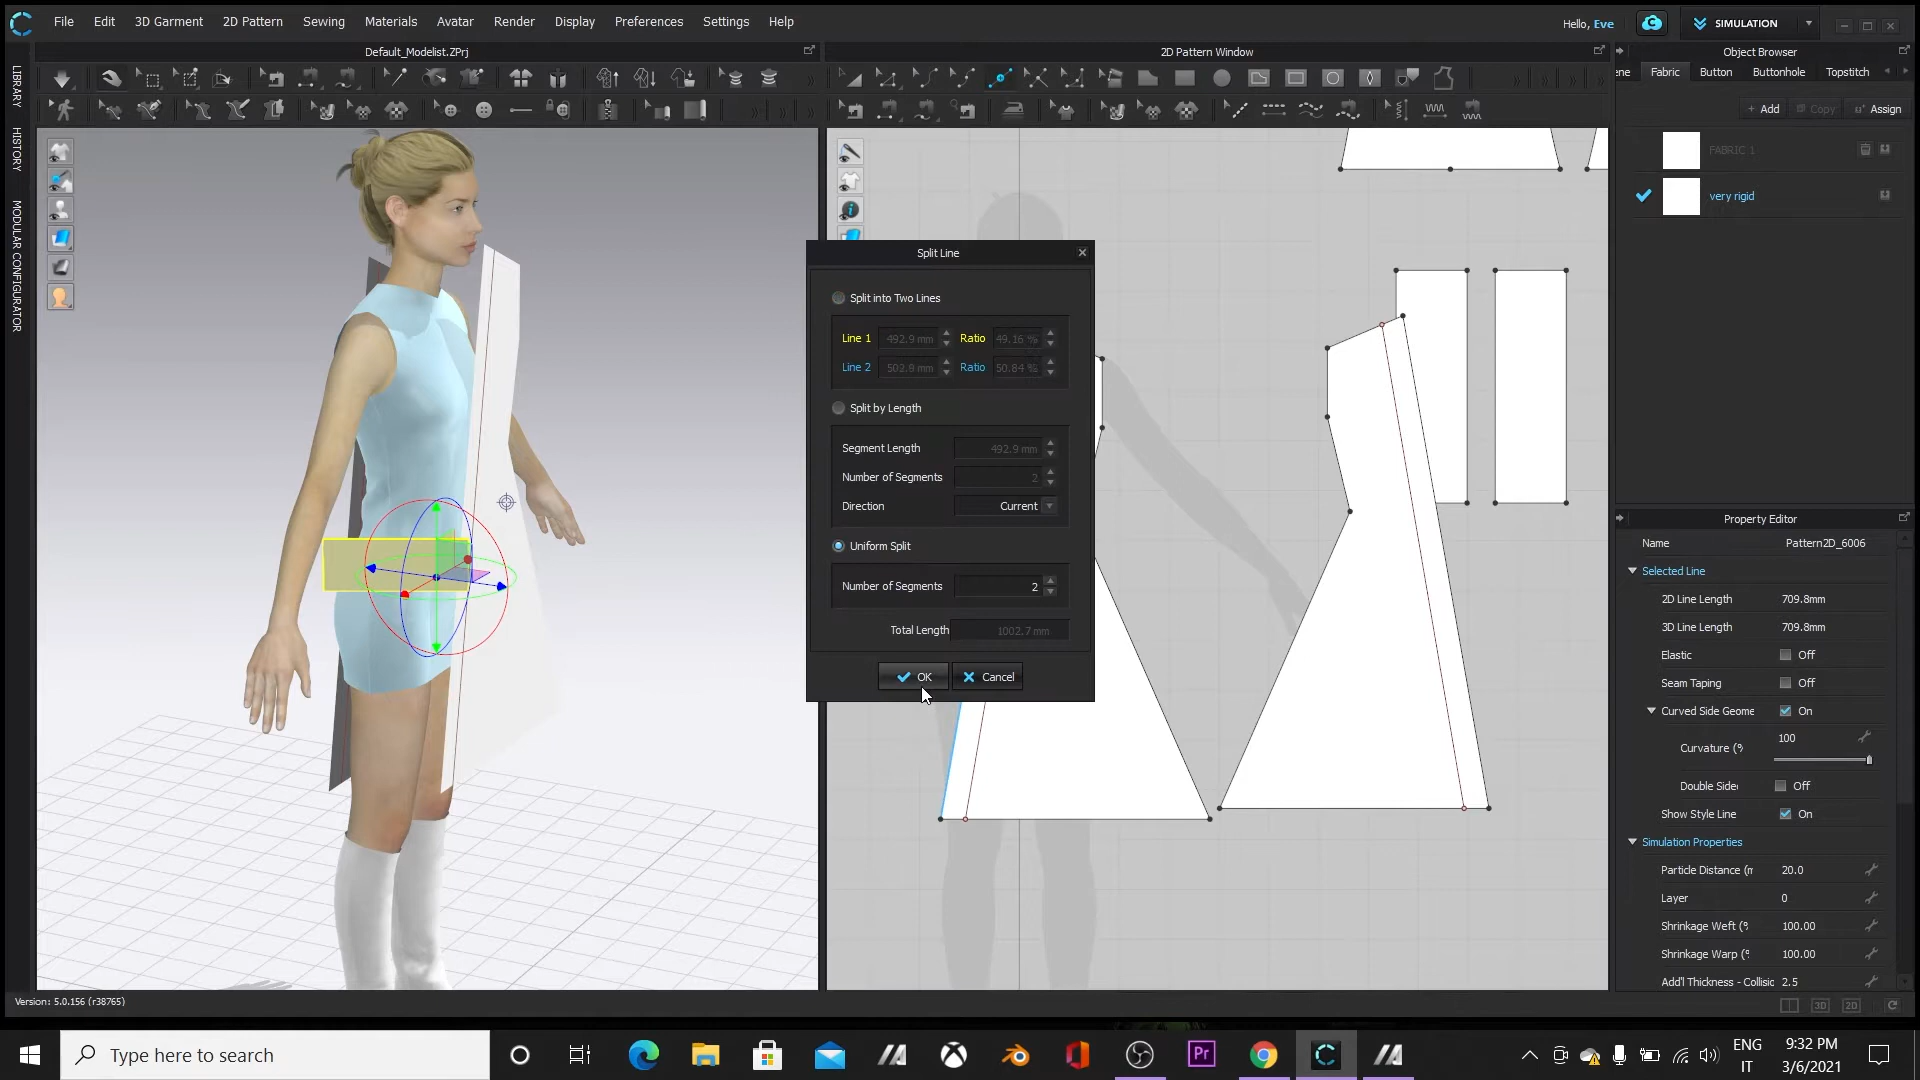 File Edit 3D Garment 2D Pattern Sewing Materials Avatar Render Display Preferences Settings Help
Hello, Eve
SIMULATION
Default_Modelist.ZPrj
2D Pattern Window
Object Browser
LIBRARY
HISTORY
MODULAR CONFIGURATOR
ene Fabric Button Buttonhole Topstitch
+ Add Copy Assign
FABRIC 1
very rigid
Split Line
Split into Two Lines
Line 1 492.9 mm Ratio 49.16 %
Line 2 502.9 mm Ratio 50.84 %
Split by Length
Segment Length 492.9 mm
Number of Segments 2
Direction Current
Uniform Split
Number of Segments 2
Total Length 1002.7 mm
OK Cancel
Property Editor
Name Pattern2D_6006
Selected Line
2D Line Length 709.8mm
3D Line Length 709.8mm
Elastic Off
Seam Taping Off
Curved Side Geome On
Curvature (% 100
Double Side Off
Show Style Line On
Simulation Properties
Particle Distance (m 20.0
Layer 0
Shrinkage Weft (% 100.00
Shrinkage Warp (% 100.00
Add'l Thickness - Collisic 2.5
Version: 5.0.156 (r38765)
3D 2D
Type here to search
Pr
ENG
IT
9:32 PM
3/6/2021